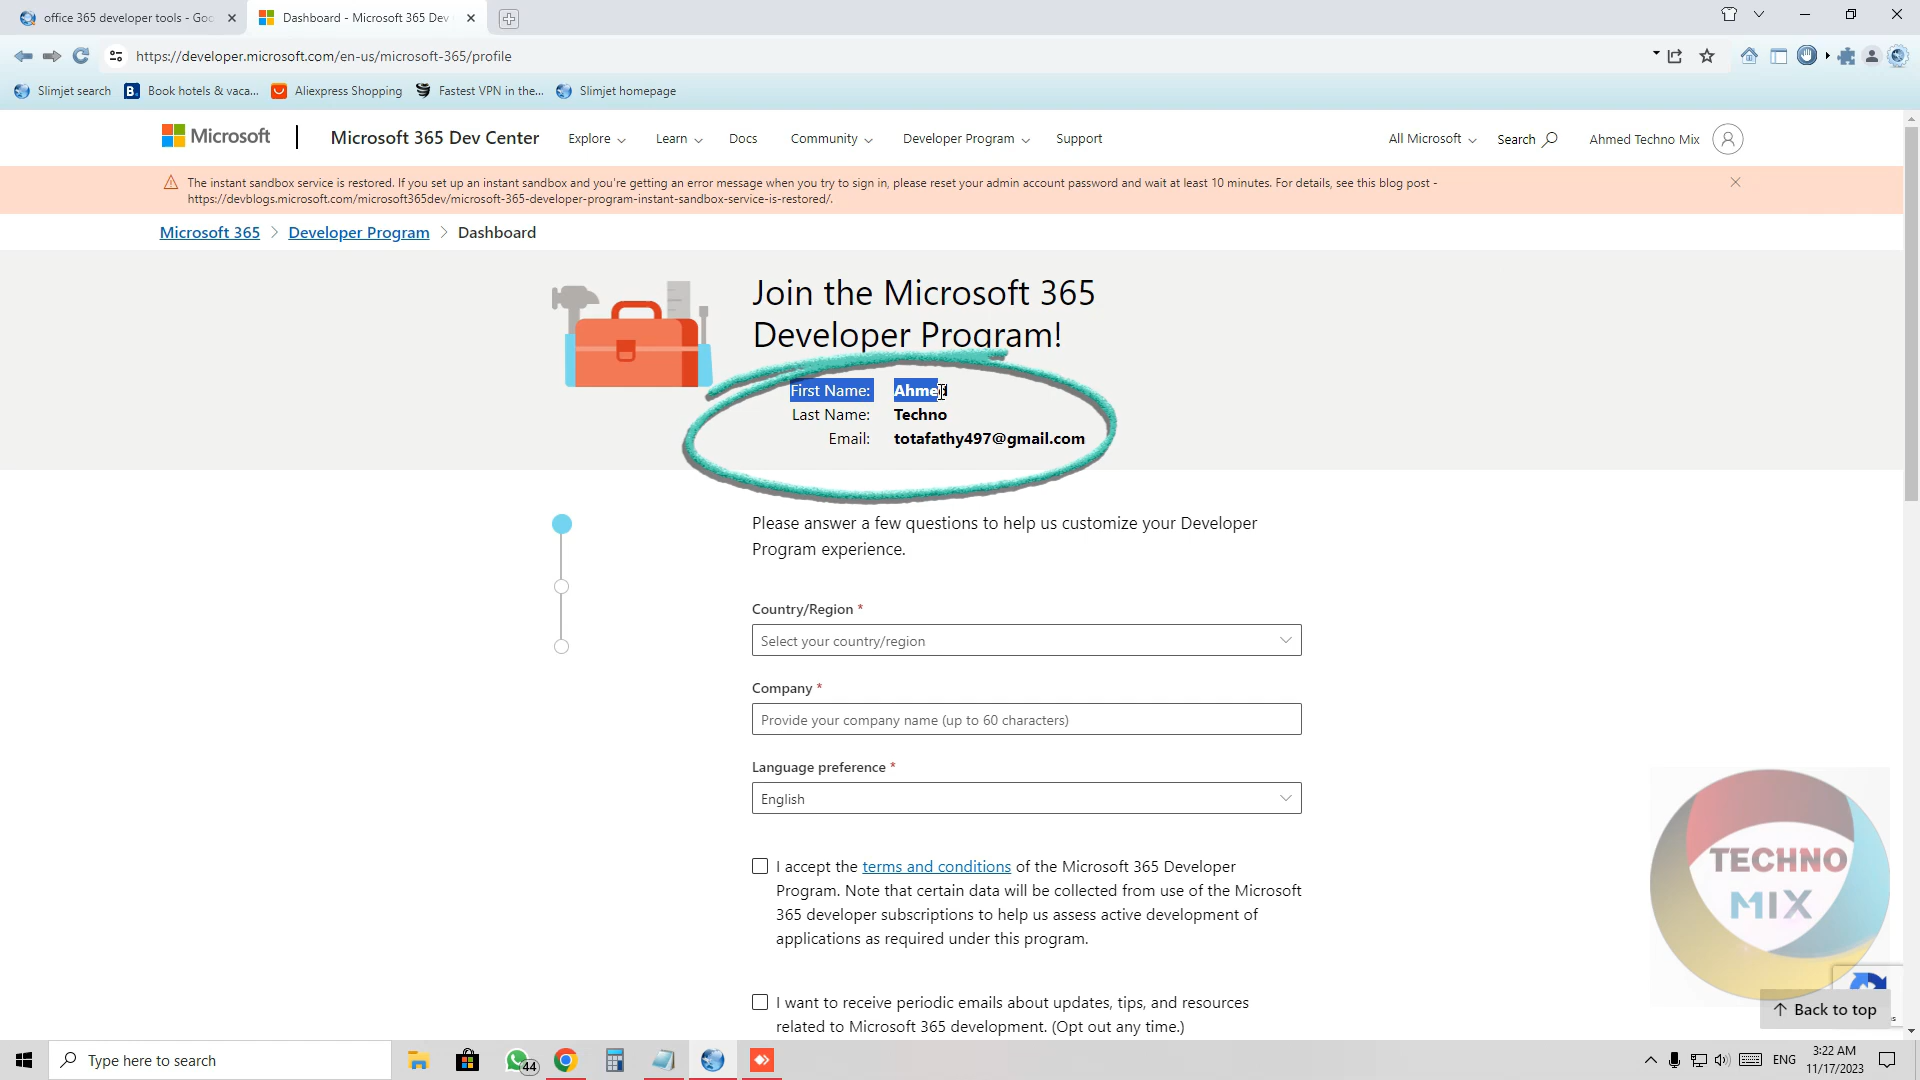 office 365 developer tools - Goo
Dashboard - Microsoft 365 Dev
https://developer.microsoft.com/en-us/microsoft-365/profile
Slimjet search
Book hotels & vaca...
Aliexpress Shopping
Fastest VPN in the...
Slimjet homepage
Microsoft
Microsoft 365 Dev Center
Explore
Learn
Docs
Community
Developer Program
Support
All Microsoft
Search
Ahmed Techno Mix
The instant sandbox service is restored. If you set up an instant sandbox and you're getting an error message when you try to sign in, please reset your admin account password and wait at least 10 minutes. For details, see this blog post -
https://devblogs.microsoft.com/microsoft365dev/microsoft-365-developer-program-instant-sandbox-service-is-restored/.
Microsoft 365 > Developer Program > Dashboard
Join the Microsoft 365
Developer Program!
First Name: Ahmed
Last Name: Techno
Email: totafathy497@gmail.com
Please answer a few questions to help us customize your Developer
Program experience.
Country/Region *
Select your country/region
Company *
Provide your company name (up to 60 characters)
Language preference *
English
I accept the terms and conditions of the Microsoft 365 Developer
Program. Note that certain data will be collected from use of the Microsoft
365 developer subscriptions to help us assess active development of
applications as required under this program.
I want to receive periodic emails about updates, tips, and resources
related to Microsoft 365 development. (Opt out any time.)
TECHNO
MIX
Back to top
Type here to search
44
ENG
3:22 AM
11/17/2023